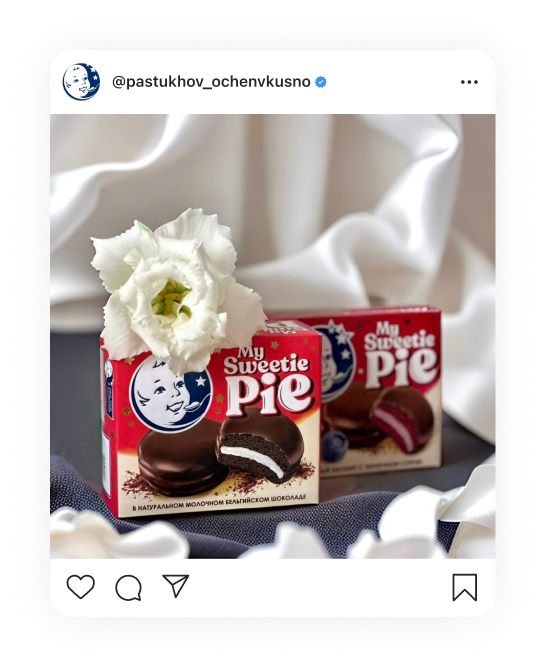 @pastukhov_ochenvkusno
My
Sweetie
Pie
В НАТУРАЛЬНОМ МОЛОЧНОМ БЕЛЬГИЙСКОМ ШОКОЛАДЕ
My
Sweetie
Pie